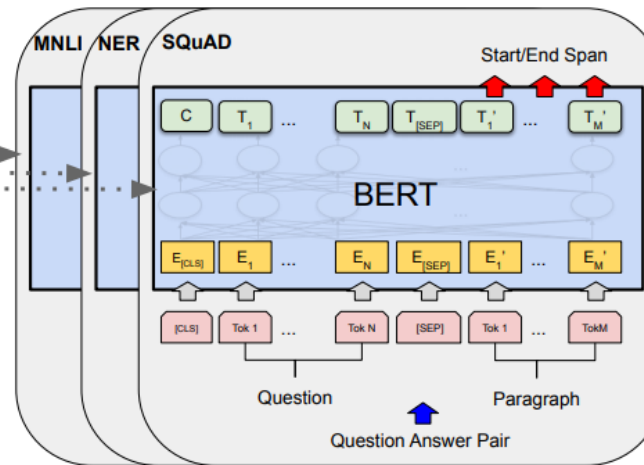 MNLI NER SQuAD
Start/End Span
C T1 ... TN T[SEP] T1' ... TM'
BERT
E[CLS] E1 ... EN E[SEP] E1' ... EM'
[CLS] Tok 1 ... Tok N [SEP] Tok 1 ... TokM
Question Paragraph
Question Answer Pair